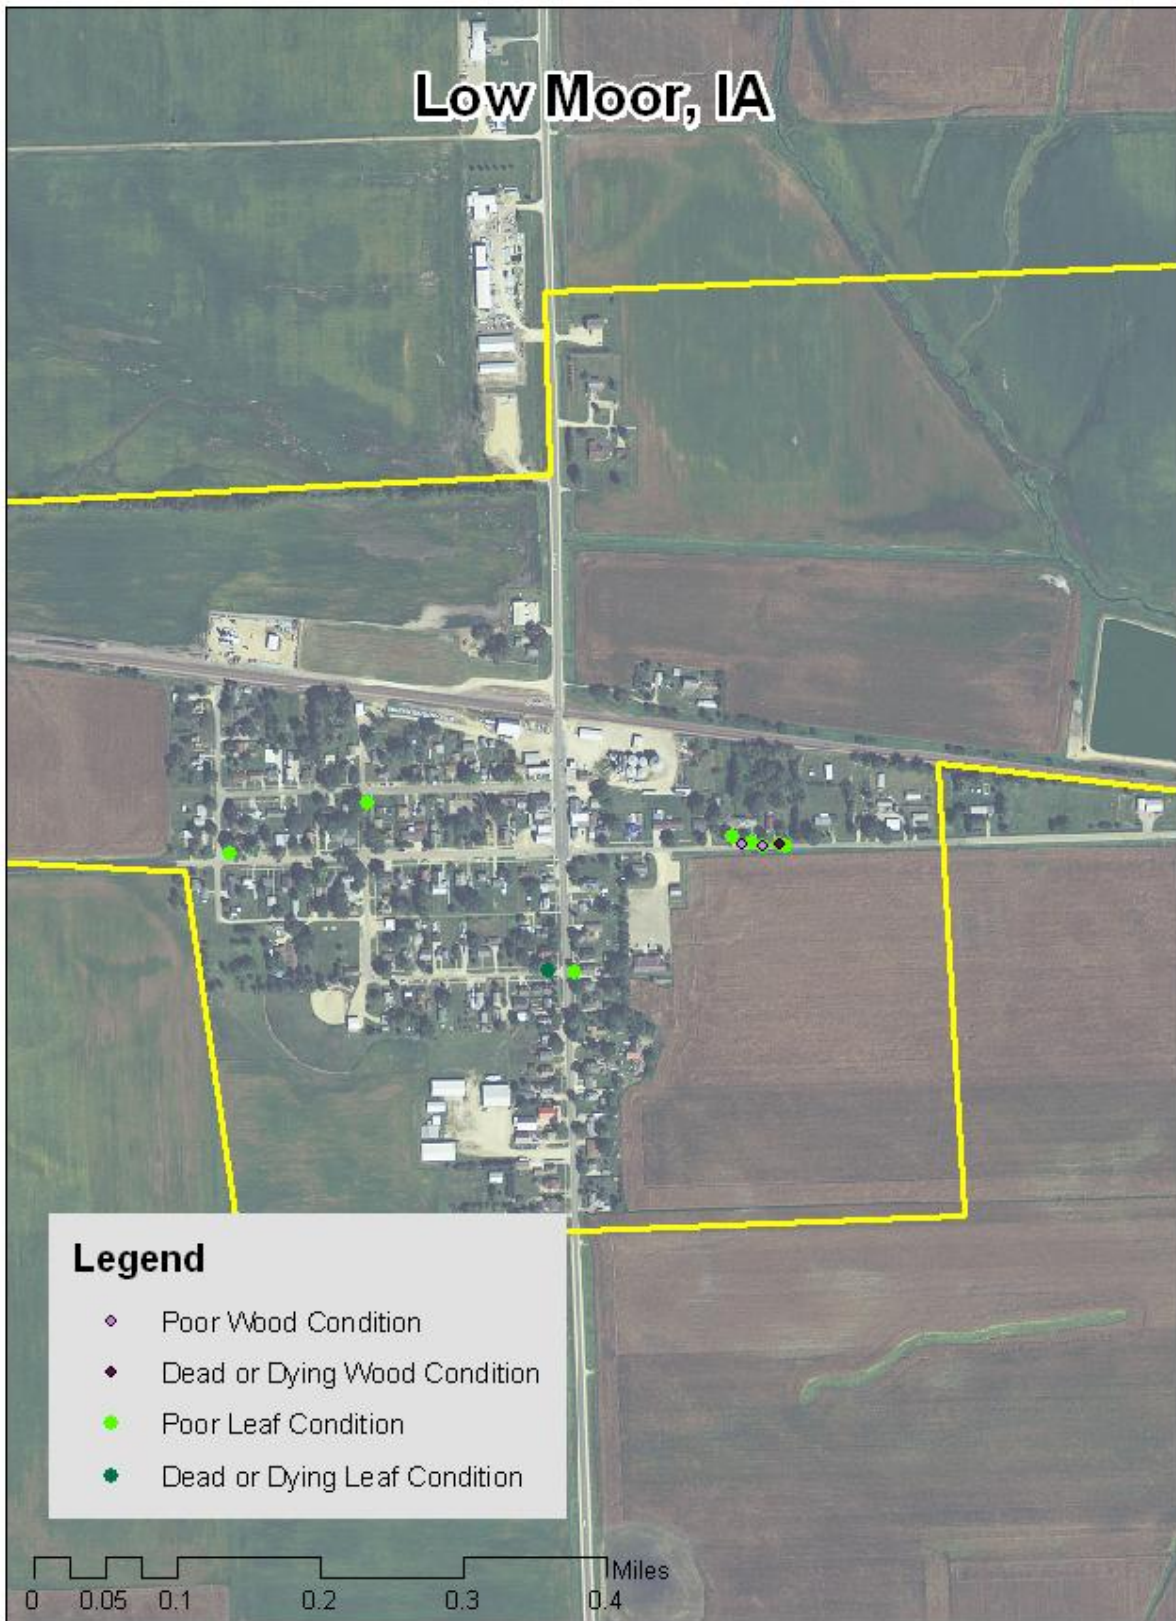 Low Moor, IA
Legend
Poor Wood Condition
Dead or Dying Wood Condition
Poor Leaf Condition
Dead or Dying Leaf Condition
Miles
0 0.05 0.1 0.2 0.3 0.4